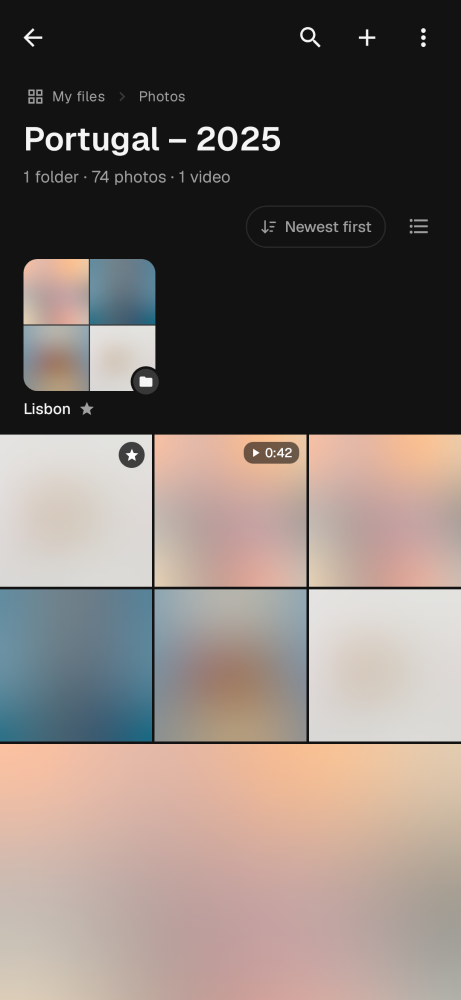 My files
Photos
Portugal – 2025
1 folder · 74 photos · 1 video
Newest first
Lisbon
0:42